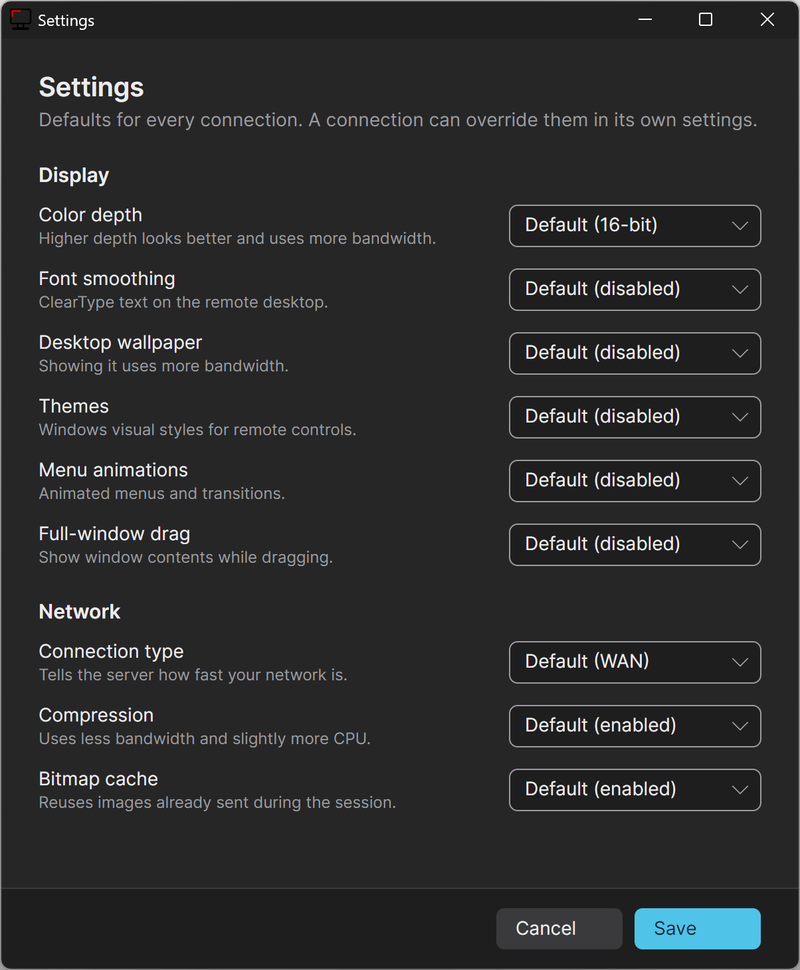 Settings
Settings
Defaults for every connection. A connection can override them in its own settings.
Display
Color depth
Higher depth looks better and uses more bandwidth.
Default (16-bit)
Font smoothing
ClearType text on the remote desktop.
Default (disabled)
Desktop wallpaper
Showing it uses more bandwidth.
Default (disabled)
Themes
Windows visual styles for remote controls.
Default (disabled)
Menu animations
Animated menus and transitions.
Default (disabled)
Full-window drag
Show window contents while dragging.
Default (disabled)
Network
Connection type
Tells the server how fast your network is.
Default (WAN)
Compression
Uses less bandwidth and slightly more CPU.
Default (enabled)
Bitmap cache
Reuses images already sent during the session.
Default (enabled)
Cancel
Save